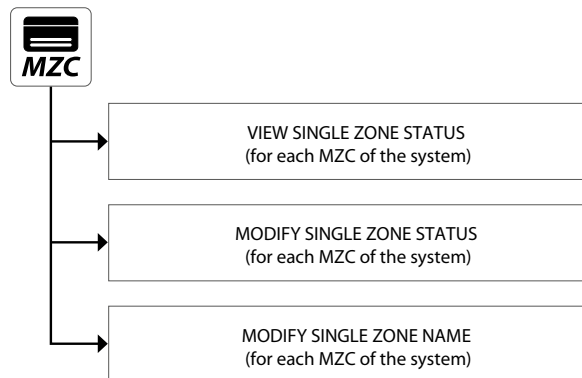 MZC
VIEW SINGLE ZONE STATUS
(for each MZC of the system)
MODIFY SINGLE ZONE STATUS
(for each MZC of the system)
MODIFY SINGLE ZONE NAME
(for each MZC of the system)